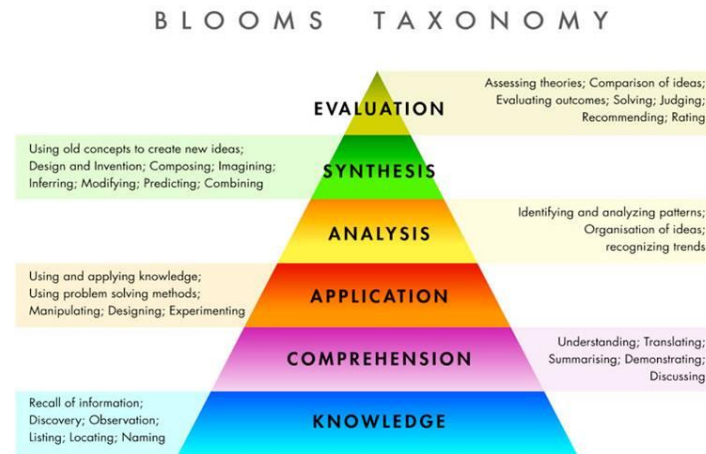 BLOOMS TAXONOMY
EVALUATION
Assessing theories; Comparison of ideas;
Evaluating outcomes; Solving; Judging;
Recommending; Rating
Using old concepts to create new ideas;
Design and Invention; Composing; Imagining;
Inferring; Modifying; Predicting; Combining
SYNTHESIS
ANALYSIS
Identifying and analyzing patterns;
Organisation of ideas;
recognizing trends
Using and applying knowledge;
Using problem solving methods;
Manipulating; Designing; Experimenting
APPLICATION
COMPREHENSION
Understanding; Translating;
Summarising; Demonstrating;
Discussing
Recall of information;
Discovery; Observation;
Listing; Locating; Naming
KNOWLEDGE